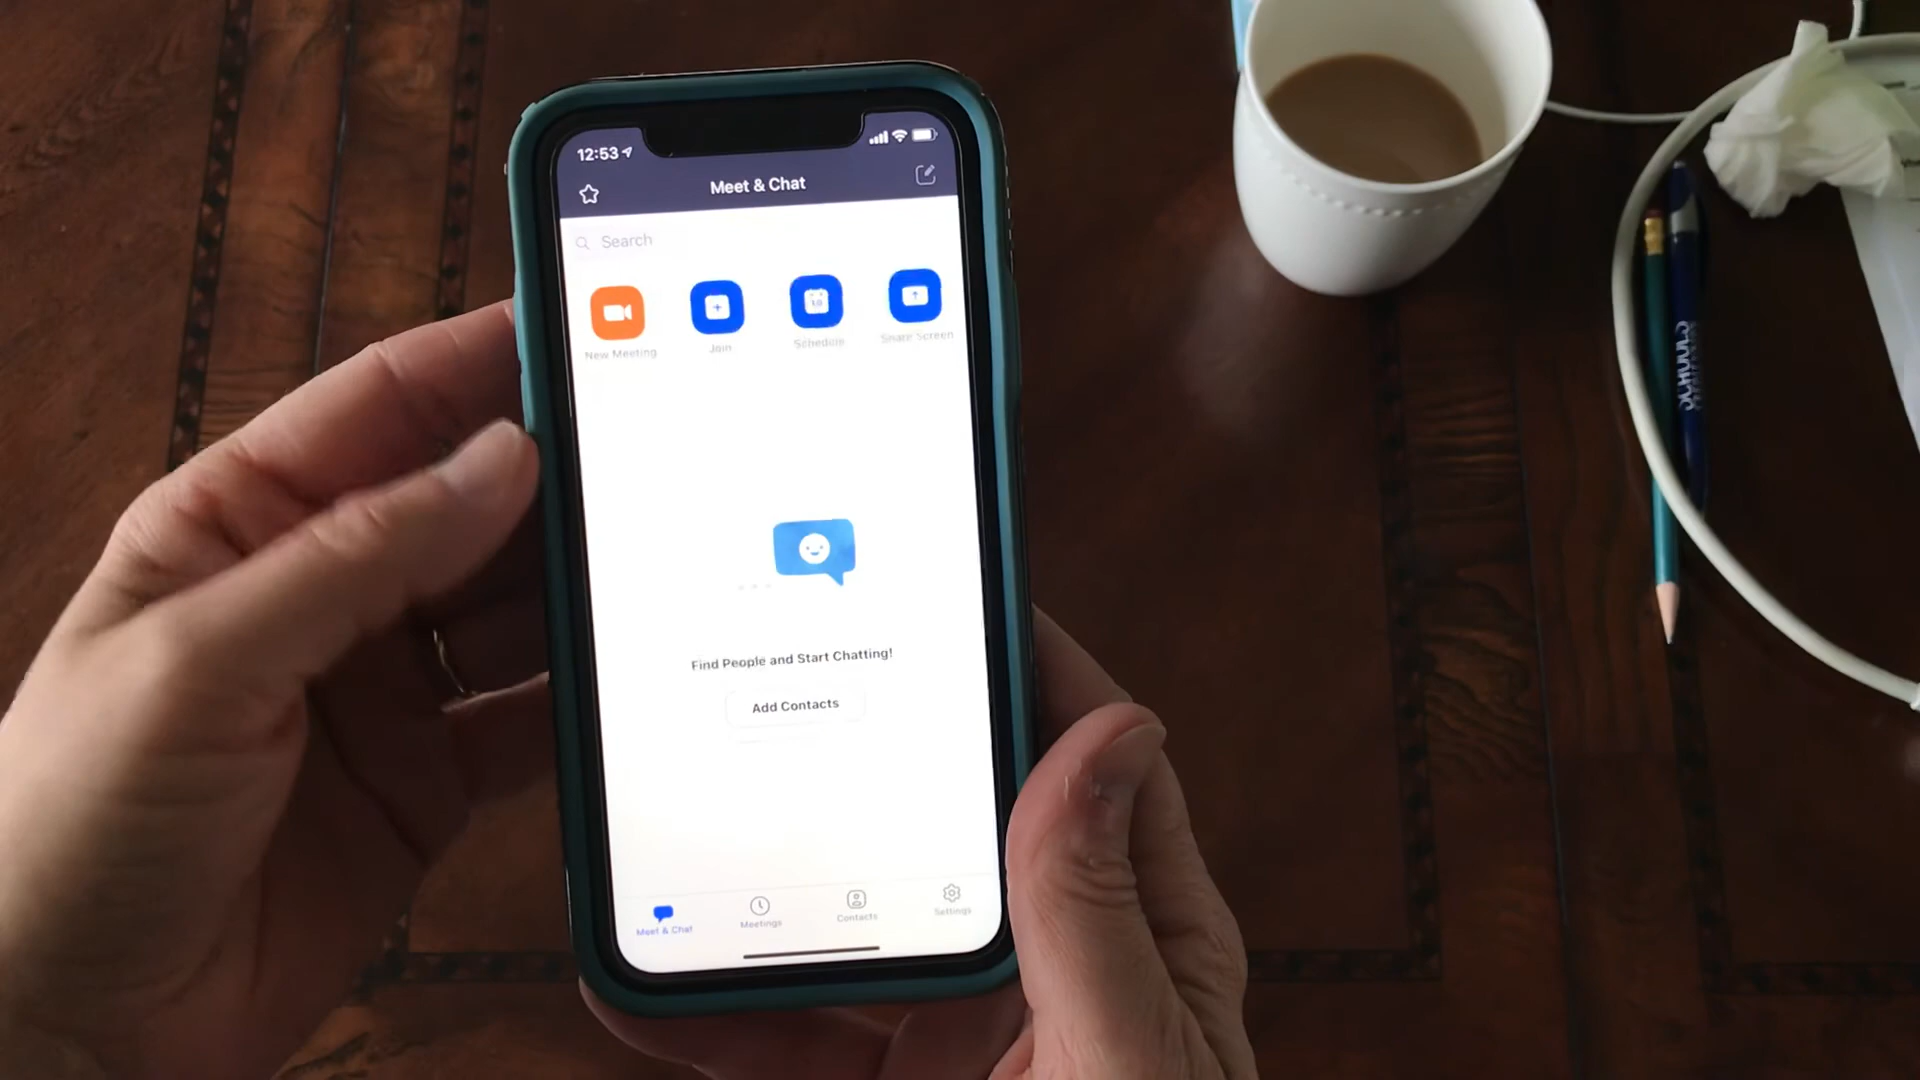 12:53
Meet & Chat
Search
New Meeting
Join
Schedule
Share Screen
Find People and Start Chatting!
Add Contacts
Meet & Chat
Meetings
Contacts
Settings